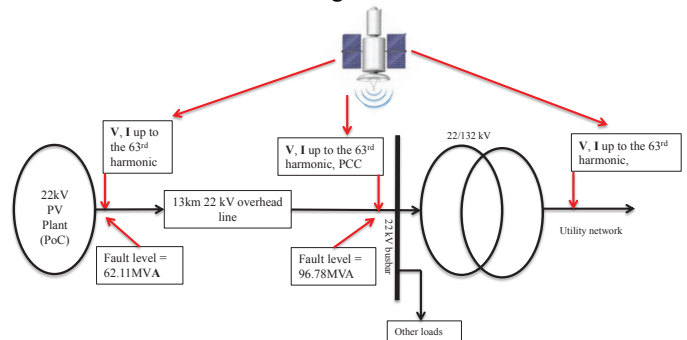 V, I up to
the 63rd
harmonic
V, I up to the 63rd
harmonic, PCC
22/132 kV
V, I up to the 63rd
harmonic,
22kV
PV
Plant
(PoC)
13km 22 kV overhead
line
22 kV busbar
Utility network
Fault level =
62.11MVA
Fault level =
96.78MVA
Other loads